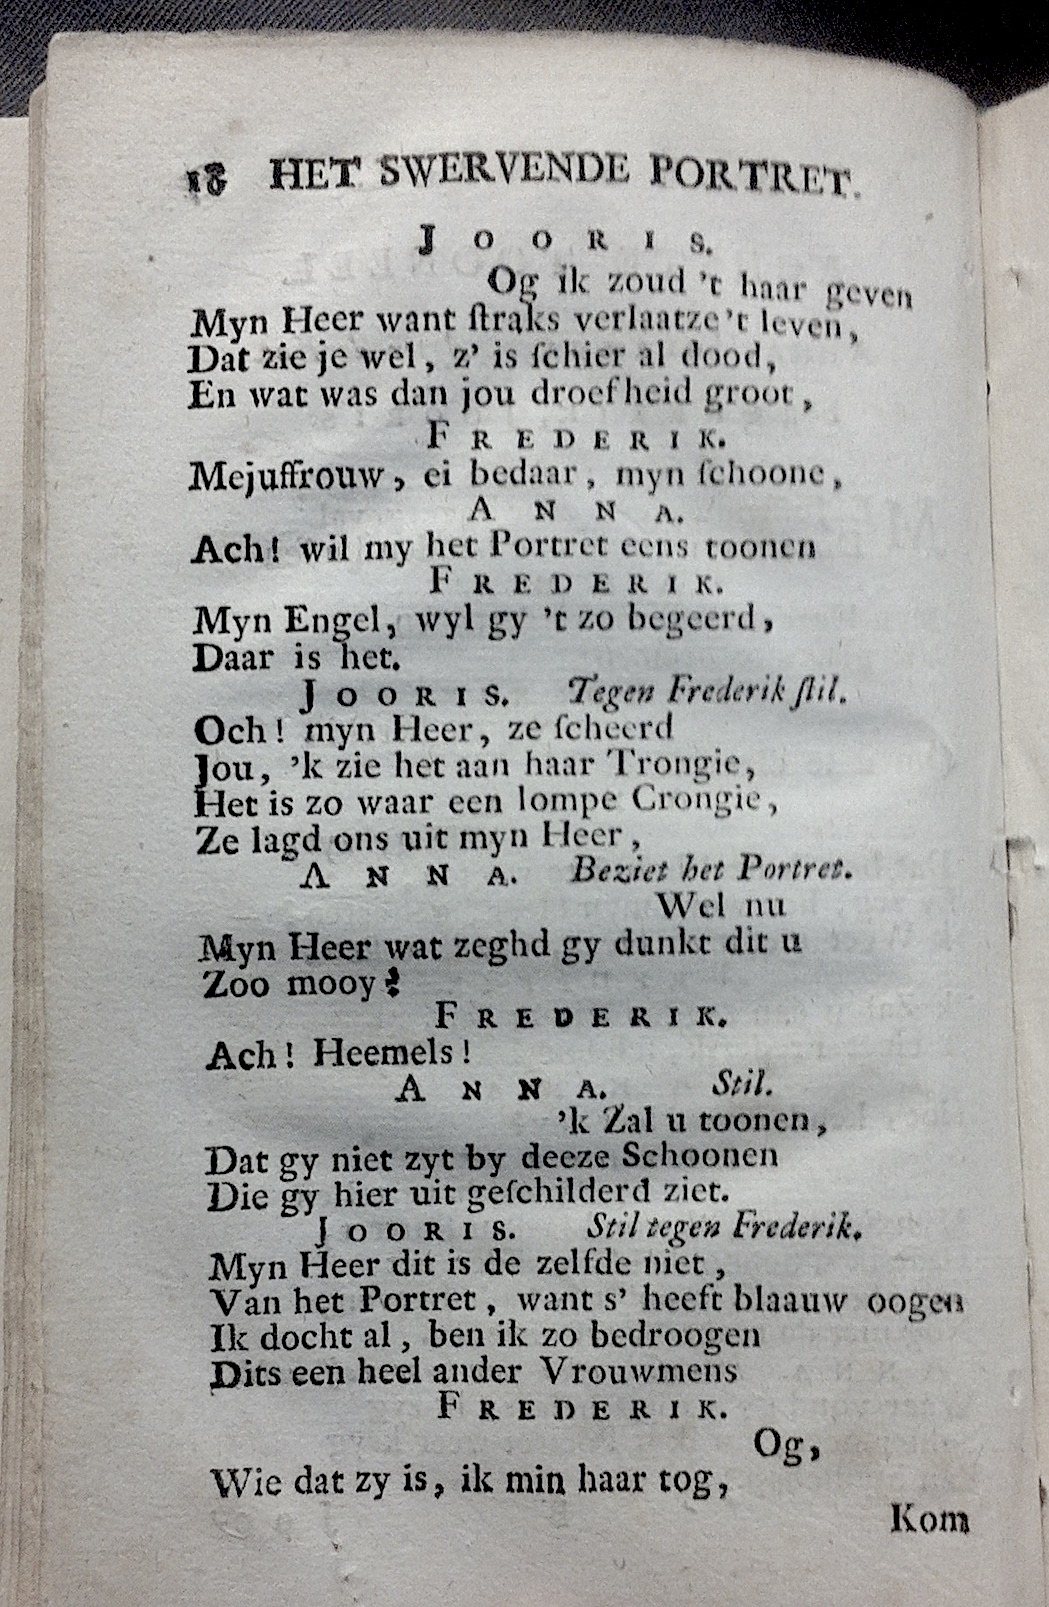 18 HET SWERVENDE PORTRET.
JOORIS.
Og ik zoud 't haar geven
Myn Heer want ſtraks verlaatze 't leven,
Dat zie je wel, z' is ſchier al dood,
En wat was dan jou droefheid groot,
FREDERIK.
Mejuffrouw, ei bedaar, myn ſchoone,
ANNA.
Ach! wil my het Portret eens toonen
FREDERIK.
Myn Engel, wyl gy 't zo begeerd,
Daar is het.
JOORIS. Tegen Frederik ſtil.
Och! myn Heer, ze ſcheerd
Jou, 'k zie het aan haar Trongie,
Het is zo waar een lompe Crongie,
Ze lagd ons uit myn Heer,
ANNA. Beziet het Portret.
Wel nu
Myn Heer wat zeghd gy dunkt dit u
Zoo mooy?
FREDERIK.
Ach! Heemels!
ANNA. Stil.
'k Zal u toonen,
Dat gy niet zyt by deeze Schoonen
Die gy hier uit geſchilderd ziet.
JOORIS. Stil tegen Frederik.
Myn Heer dit is de zelfde niet,
Van het Portret, want s' heeft blaauw oogen
Ik docht al, ben ik zo bedroogen
Dits een heel ander Vrouwmens
FREDERIK.
Og,
Wie dat zy is, ik min haar tog,
Kom